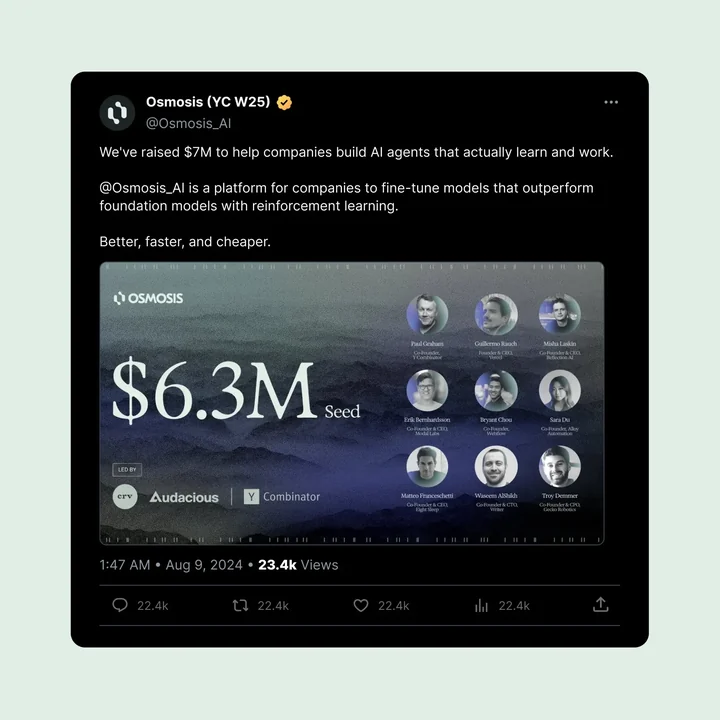 Osmosis (YC W25)
@Osmosis_AI
We've raised $7M to help companies build AI agents that actually learn and work.
@Osmosis_AI is a platform for companies to fine-tune models that outperform
foundation models with reinforcement learning.
Better, faster, and cheaper.
OSMOSIS
$6.3M Seed
LED BY
crv Audacious Y Combinator
Paul Graham
Co-Founder,
Y Combinator
Guillermo Rauch
Founder & CEO,
Vercel
Misha Laskin
Co-Founder & CEO,
Reflection AI
Erik Bernhardsson
Co-Founder & CEO,
Modal Labs
Bryant Chou
Co-Founder,
Webflow
Sara Du
Co-Founder, Alloy
Automation
Matteo Franceschetti
Co-Founder & CEO,
Eight Sleep
Waseem AlShikh
Co-Founder & CTO,
Writer
Troy Demmer
Co-Founder & CPO,
Gecko Robotics
1:47 AM • Aug 9, 2024 • 23.4k Views
22.4k 22.4k 22.4k 22.4k